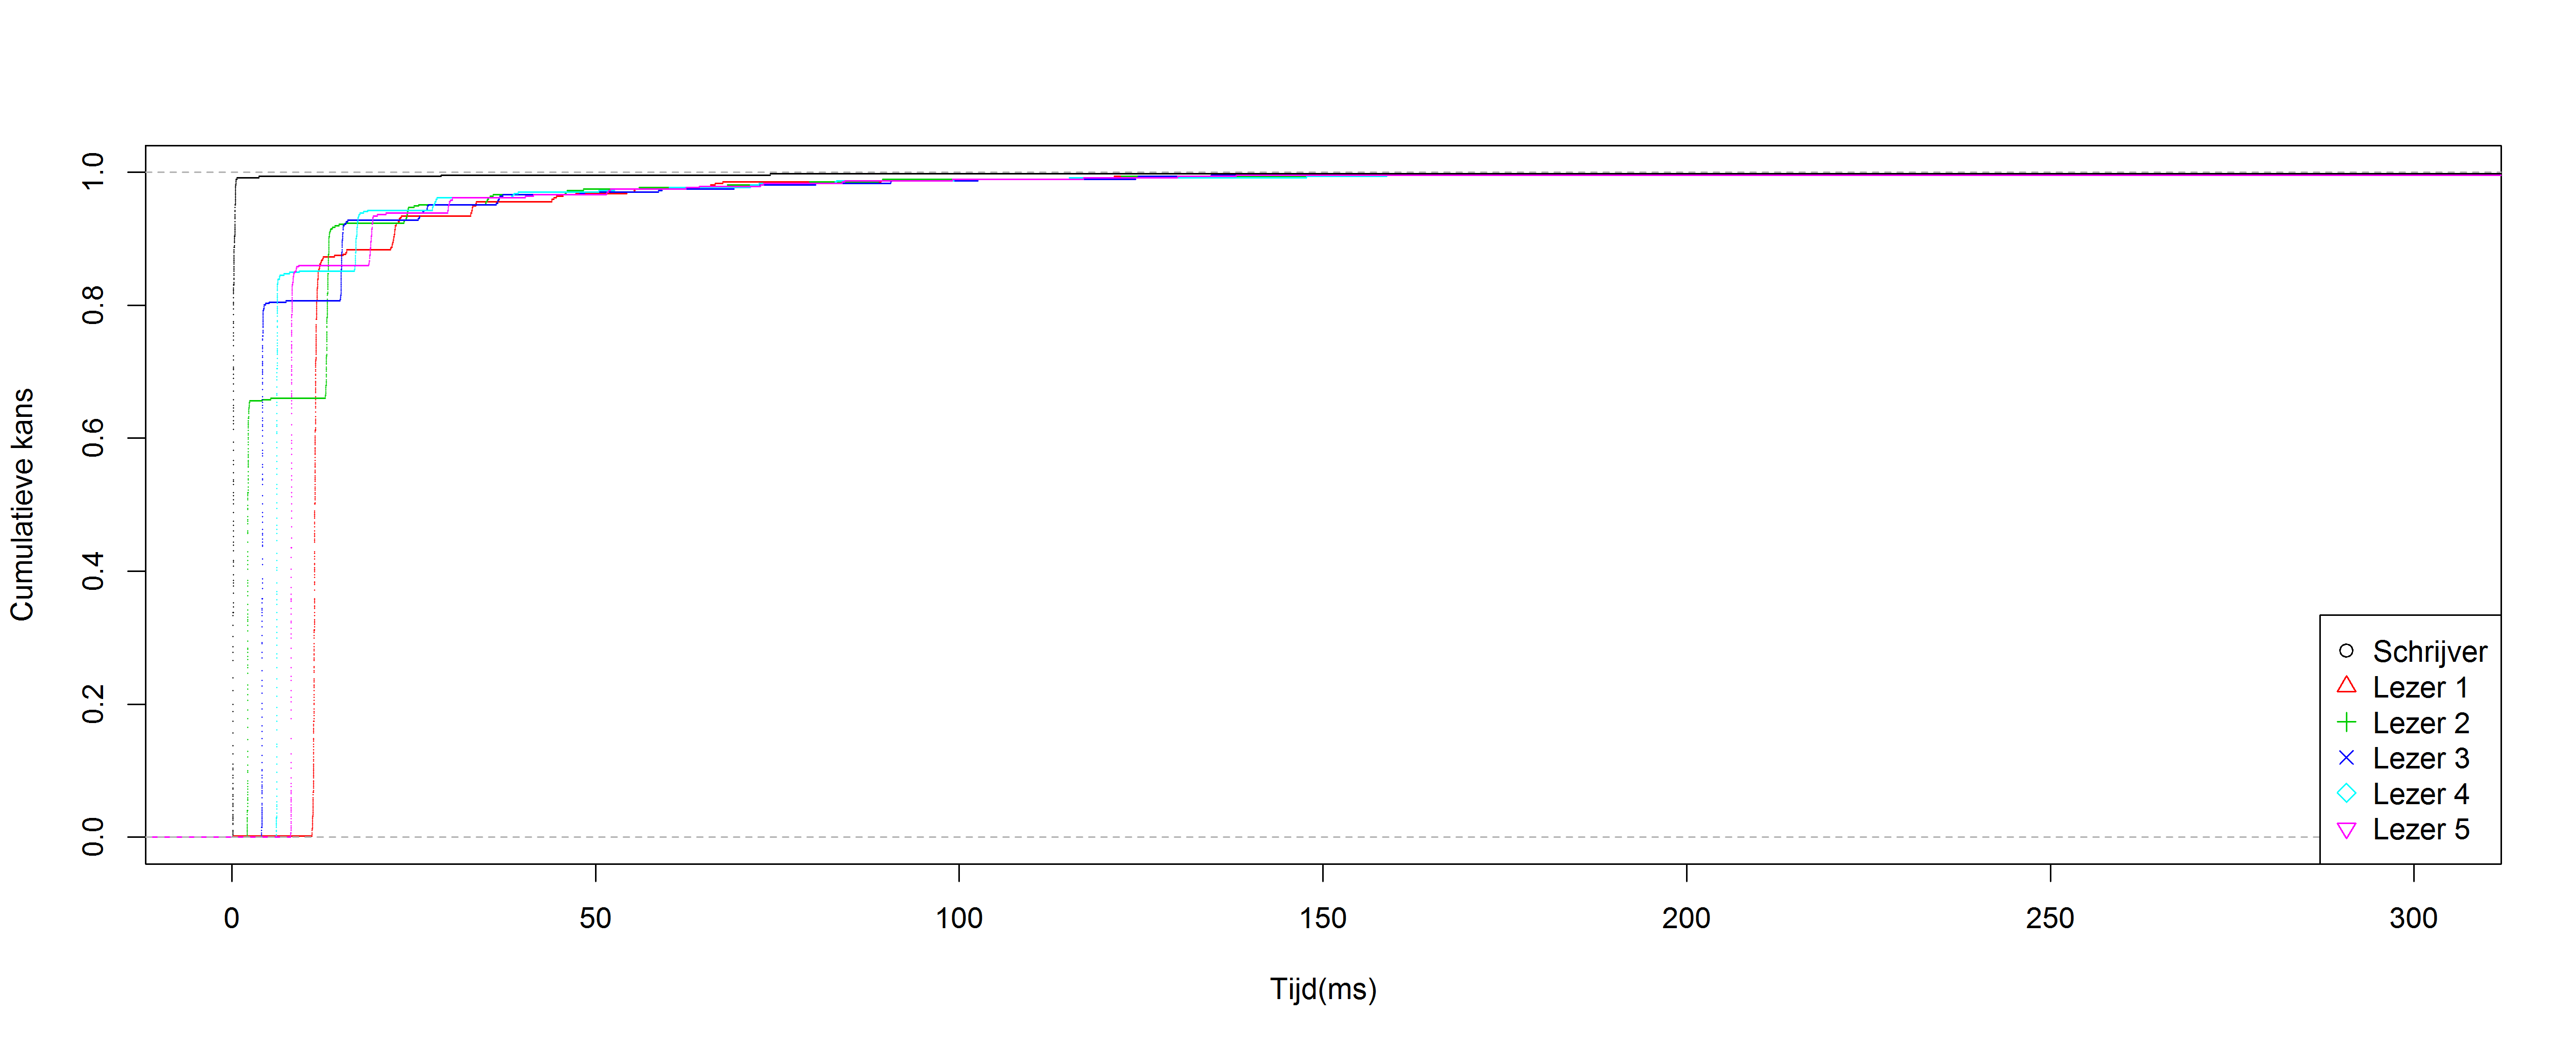 Cumulatieve kans
1.0
0.8
0.6
0.4
0.2
0.0
0 50 100 150 200 250 300
Tijd(ms)
Schrijver
Lezer 1
Lezer 2
Lezer 3
Lezer 4
Lezer 5